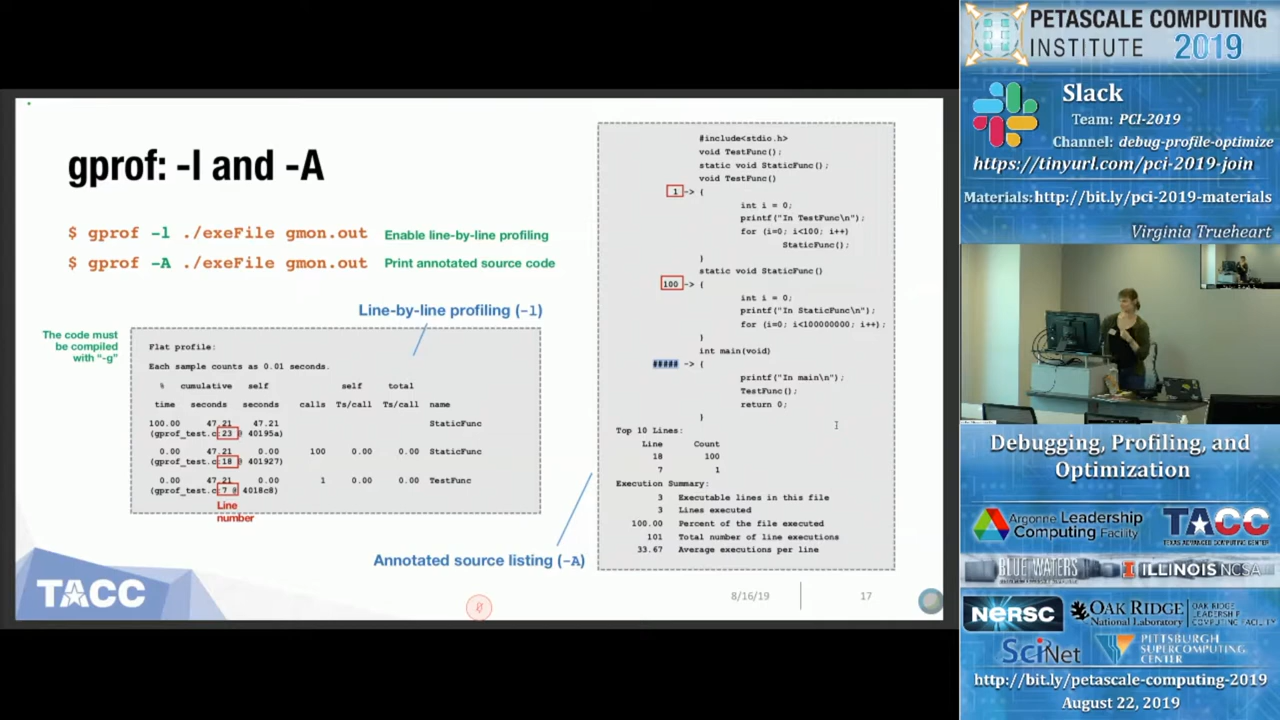 gprof: -l and -A
$ gprof -l ./exeFile gmon.out Enable line-by-line profiling
$ gprof -A ./exeFile gmon.out Print annotated source code
Line-by-line profiling (-l)
The code must
be compiled
with “-g”
Flat profile:
Each sample counts as 0.01 seconds.
% cumulative self self total
time seconds seconds calls Ts/call Ts/call name
100.00 47.21 47.21 StaticFunc
(gprof_test.c:23 @ 40195a)
0.00 47.21 0.00 100 0.00 0.00 StaticFunc
(gprof_test.c:18 @ 401927)
0.00 47.21 0.00 1 0.00 0.00 TestFunc
(gprof_test.c:7 @ 4018c8)
Line
number
Annotated source listing (-A)
#include<stdio.h>
void TestFunc();
static void StaticFunc();
void TestFunc()
1 -> {
int i = 0;
printf("In TestFunc\n");
for (i=0; i<100; i++)
StaticFunc();
}
static void StaticFunc()
100 -> {
int i = 0;
printf("In StaticFunc\n");
for (i=0; i<100000000; i++);
}
int main(void)
##### -> {
printf("In main\n");
TestFunc();
return 0;
}
Top 10 Lines:
Line Count
18 100
7 1
Execution Summary:
3 Executable lines in this file
3 Lines executed
100.00 Percent of the file executed
101 Total number of line executions
33.67 Average executions per line
TACC
8/16/19 17
PETASCALE COMPUTING
INSTITUTE 2019
Slack
Team: PCI-2019
Channel: debug-profile-optimize
https://tinyurl.com/pci-2019-join
Materials: http://bit.ly/pci-2019-materials
Virginia Trueheart
Debugging, Profiling, and
Optimization
Argonne Leadership
Computing Facility
TACC
TEXAS ADVANCED COMPUTING CENTER
BLUE WATERS
ILLINOIS NCSA
NERSC
OAK RIDGE
National Laboratory
OAK RIDGE
LEADERSHIP
COMPUTING FACILITY
SciNet
PITTSBURGH
SUPERCOMPUTING
CENTER
http://bit.ly/petascale-computing-2019
August 22, 2019